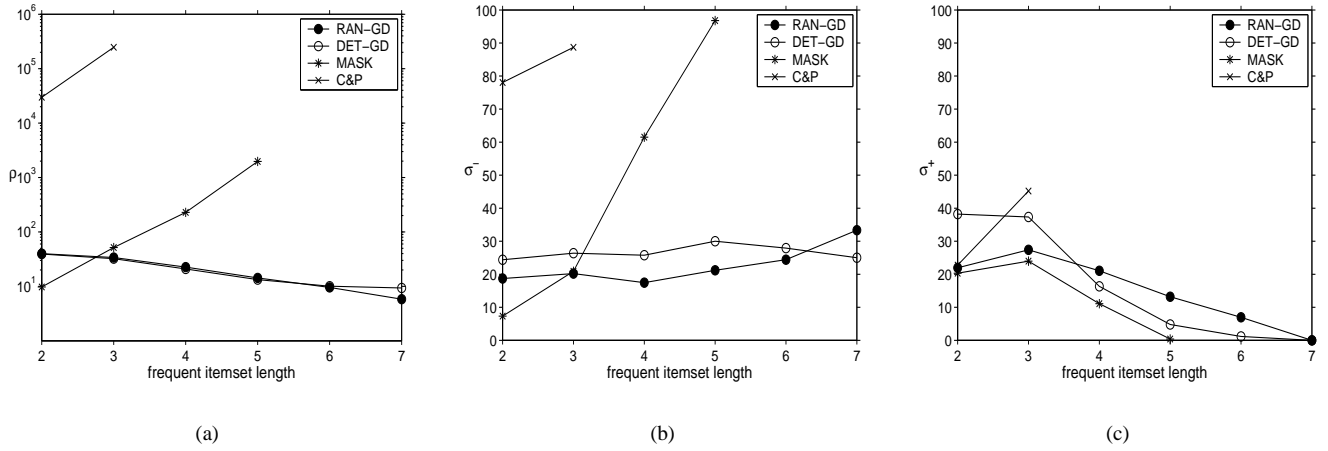 10^6
10^5
10^4
10^3
10^2
10^1
ρ
2 3 4 5 6 7
frequent itemset length
RAN−GD
DET−GD
MASK
C&P
(a)
100
90
80
70
60
50
40
30
20
10
0
σ_−
2 3 4 5 6 7
frequent itemset length
RAN−GD
DET−GD
MASK
C&P
(b)
100
90
80
70
60
50
40
30
20
10
0
σ_+
2 3 4 5 6 7
frequent itemset length
RAN−GD
DET−GD
MASK
C&P
(c)